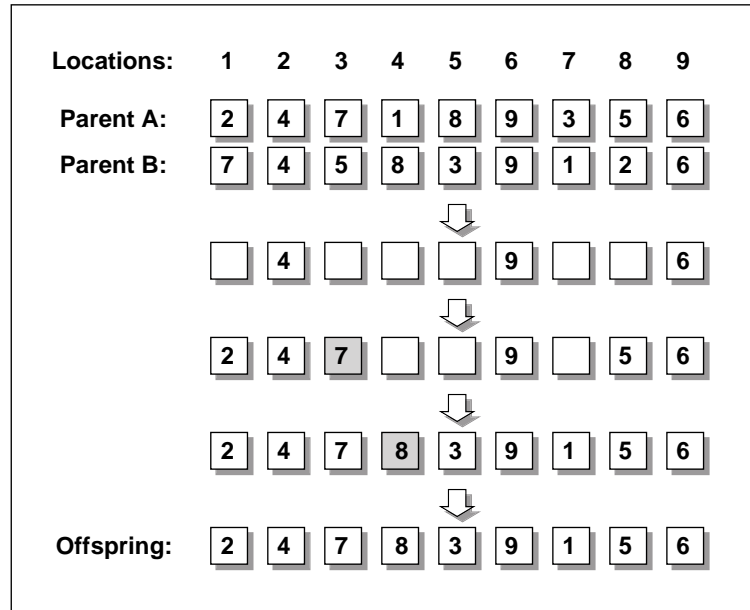 Locations: 1 2 3 4 5 6 7 8 9
Parent A: 2 4 7 1 8 9 3 5 6
Parent B: 7 4 5 8 3 9 1 2 6
4 9 6
2 4 7 9 5 6
2 4 7 8 3 9 1 5 6
Offspring: 2 4 7 8 3 9 1 5 6